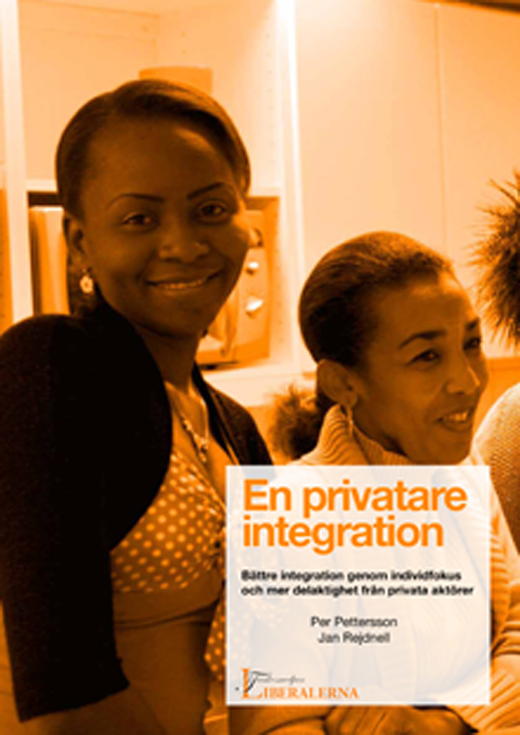 En privatare
integration
Bättre integration genom individfokus
och mer delaktighet från privata aktörer
Per Pettersson
Jan Rejdnell
LIBERALERNA